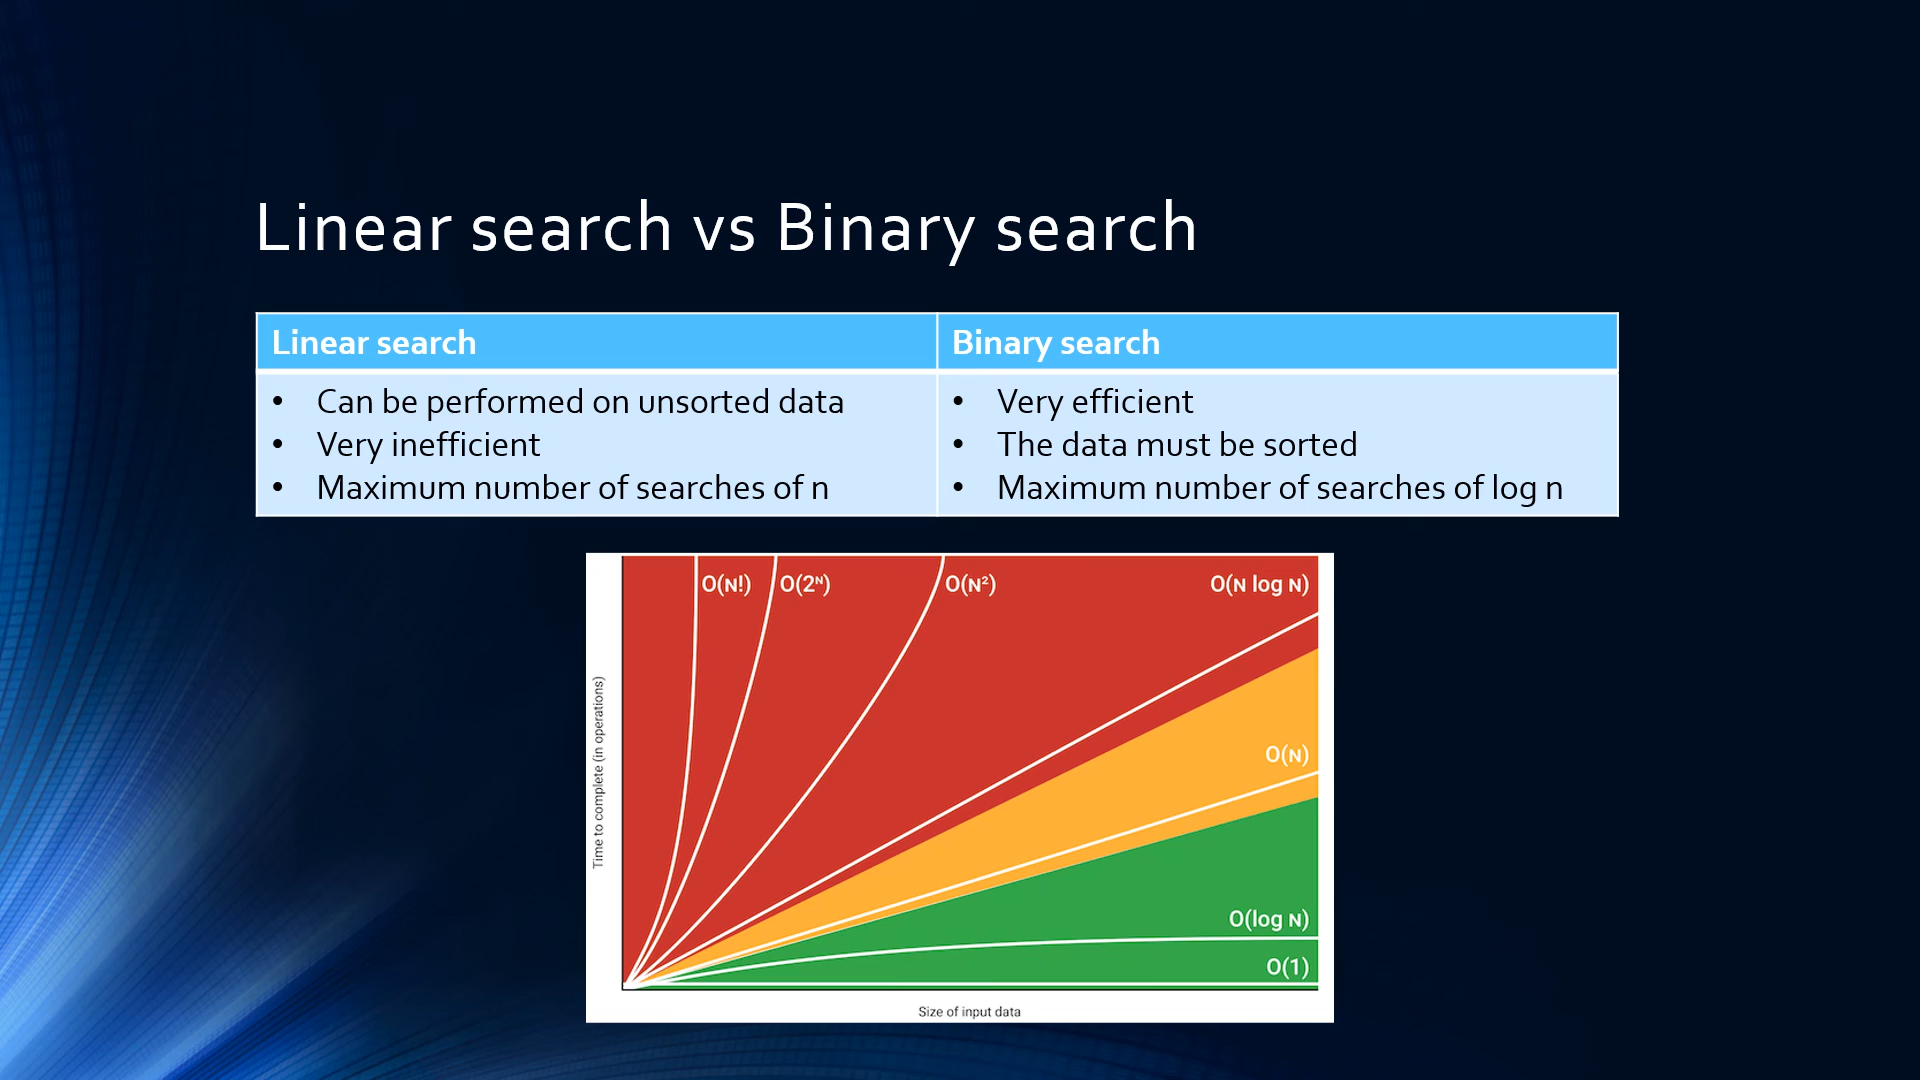 Linear search vs Binary search
Linear search
• Can be performed on unsorted data
• Very inefficient
• Maximum number of searches of n
Binary search
• Very efficient
• The data must be sorted
• Maximum number of searches of log n
O(N!)
O(2ᴺ)
O(N²)
O(N log N)
O(N)
O(log N)
O(1)
Time to complete (in operations)
Size of input data